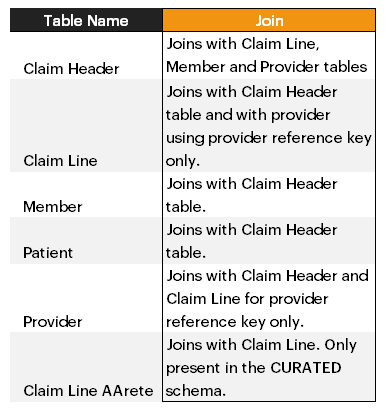 Table Name Join
Joins with Claim Line,
Claim Header Member and Provider tables
Joins with Claim Header
table and with provider
using provider reference key
Claim Line only.
Joins with Claim Header
Member table.
Joins with Claim Header
Patient table.
Joins with Claim Header and
Claim Line for provider
Provider reference key only.
Joins with Claim Line. Only
present in the CURATED
Claim Line AArete schema.